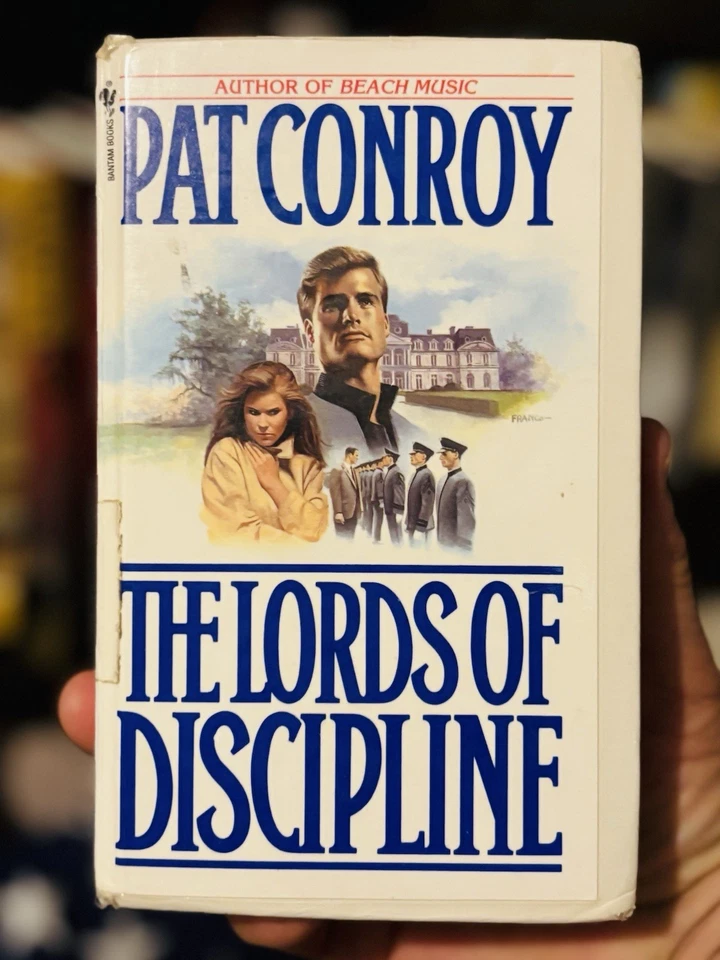 AUTHOR OF BEACH MUSIC
BANTAM BOOKS
PAT CONROY
THE LORDS OF
DISCIPLINE